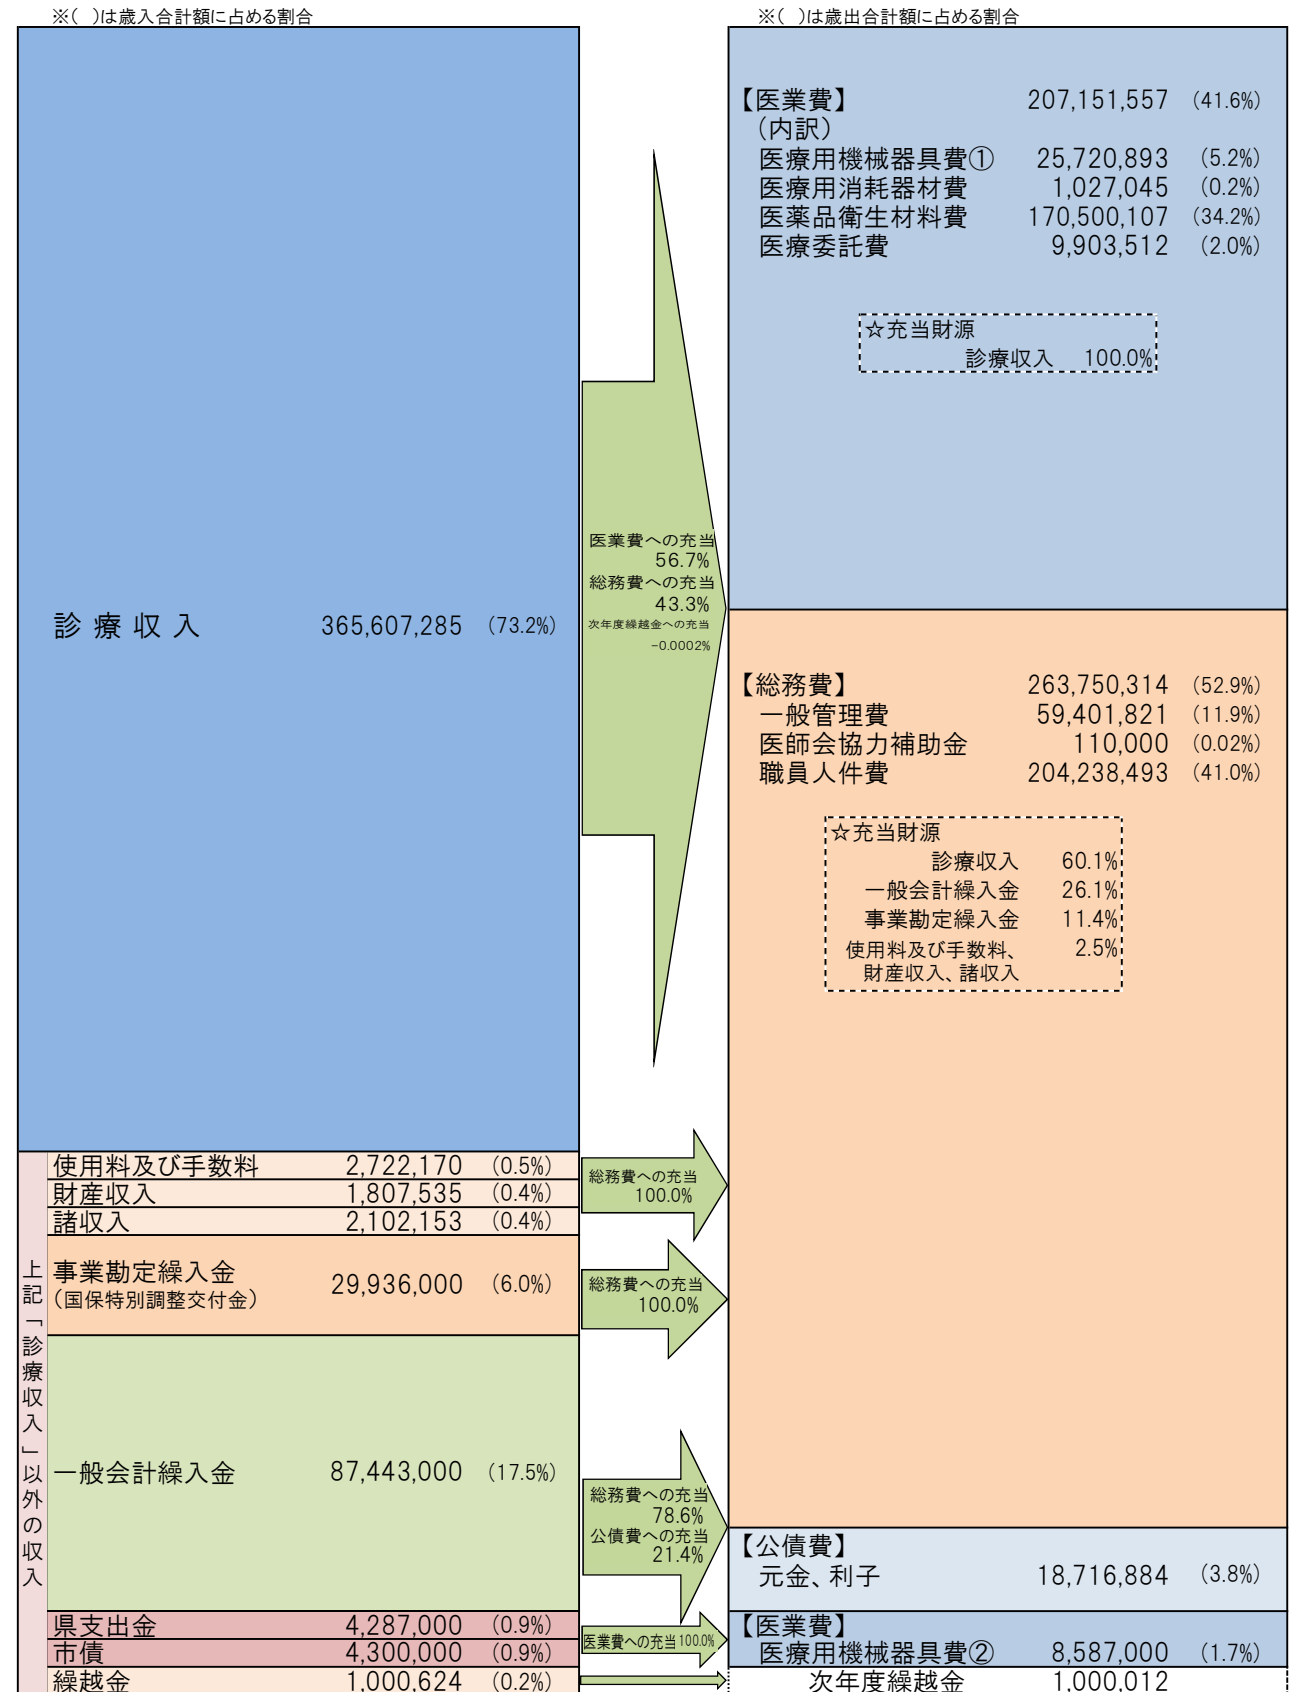 ※(　)は歳入合計額に占める割合
診療収入　365,607,285　(73.2%)
上記「診療収入」以外の収入
使用料及び手数料　2,722,170　(0.5%)
財産収入　1,807,535　(0.4%)
諸収入　2,102,153　(0.4%)
事業勘定繰入金
（国保特別調整交付金）　29,936,000　(6.0%)
一般会計繰入金　87,443,000　(17.5%)
県支出金　4,287,000　(0.9%)
市債　4,300,000　(0.9%)
繰越金　1,000,624　(0.2%)
医業費への充当
56.7%
総務費への充当
43.3%
次年度繰越金への充当
-0.0002%
総務費への充当
100.0%
総務費への充当
100.0%
総務費への充当
78.6%
公債費への充当
21.4%
医業費への充当100.0%
※(　)は歳出合計額に占める割合
【医業費】　207,151,557　(41.6%)
（内訳）
医療用機械器具費①　25,720,893　(5.2%)
医療用消耗器材費　1,027,045　(0.2%)
医薬品衛生材料費　170,500,107　(34.2%)
医療委託費　9,903,512　(2.0%)
☆充当財源
診療収入　100.0%
【総務費】　263,750,314　(52.9%)
一般管理費　59,401,821　(11.9%)
医師会協力補助金　110,000　(0.02%)
職員人件費　204,238,493　(41.0%)
☆充当財源
診療収入　60.1%
一般会計繰入金　26.1%
事業勘定繰入金　11.4%
使用料及び手数料、　2.5%
財産収入、諸収入
【公債費】
元金、利子　18,716,884　(3.8%)
【医業費】
医療用機械器具費②　8,587,000　(1.7%)
次年度繰越金　1,000,012